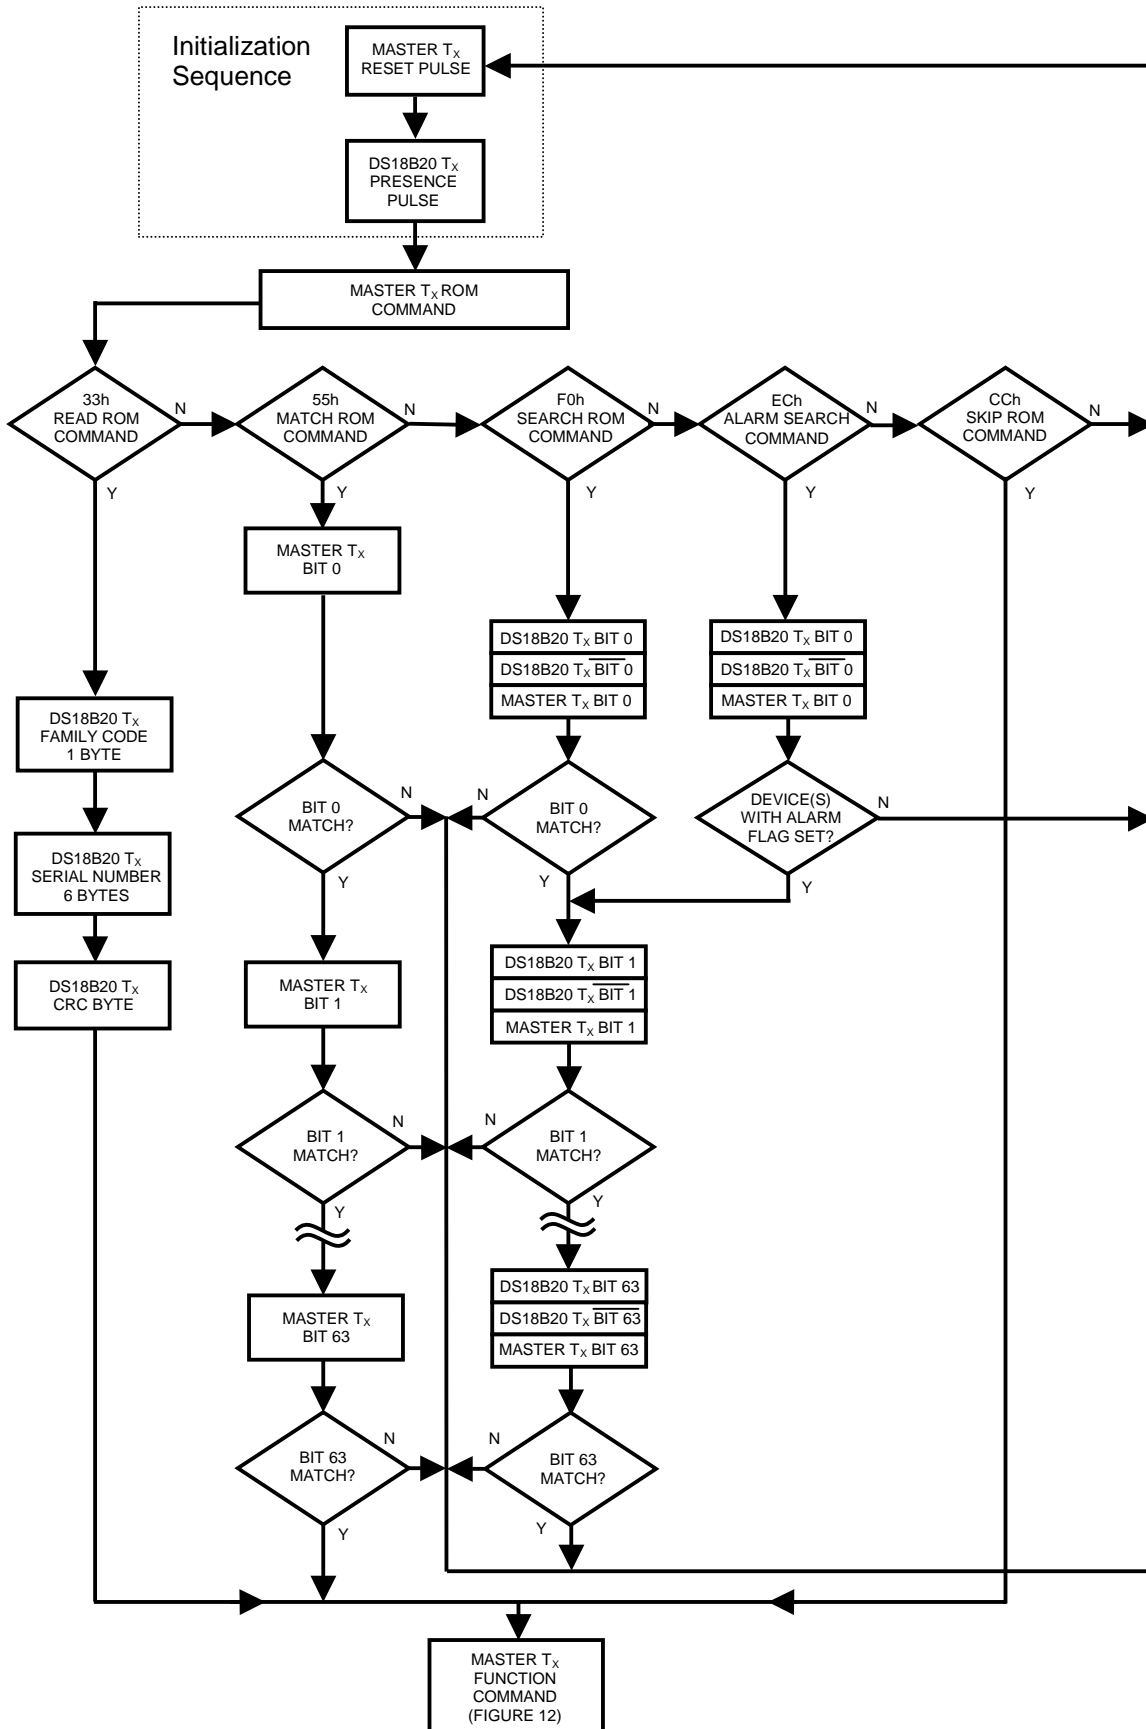 Initialization
Sequence
MASTER TX
RESET PULSE
DS18B20 TX
PRESENCE
PULSE
MASTER TX ROM
COMMAND
33h
READ ROM
COMMAND
N
Y
55h
MATCH ROM
COMMAND
N
Y
F0h
SEARCH ROM
COMMAND
N
Y
ECh
ALARM SEARCH
COMMAND
N
Y
CCh
SKIP ROM
COMMAND
N
Y
MASTER TX
BIT 0
DS18B20 TX BIT 0
DS18B20 TX BIT 0
MASTER TX BIT 0
DS18B20 TX BIT 0
DS18B20 TX BIT 0
MASTER TX BIT 0
DS18B20 TX
FAMILY CODE
1 BYTE
BIT 0
MATCH?
N
Y
N
BIT 0
MATCH?
Y
DEVICE(S)
WITH ALARM
FLAG SET?
N
Y
DS18B20 TX
SERIAL NUMBER
6 BYTES
DS18B20 TX
CRC BYTE
MASTER TX
BIT 1
DS18B20 TX BIT 1
DS18B20 TX BIT 1
MASTER TX BIT 1
BIT 1
MATCH?
N
Y
N
BIT 1
MATCH?
Y
MASTER TX
BIT 63
DS18B20 TX BIT 63
DS18B20 TX BIT 63
MASTER TX BIT 63
BIT 63
MATCH?
N
Y
N
BIT 63
MATCH?
Y
MASTER TX
FUNCTION
COMMAND
(FIGURE 12)